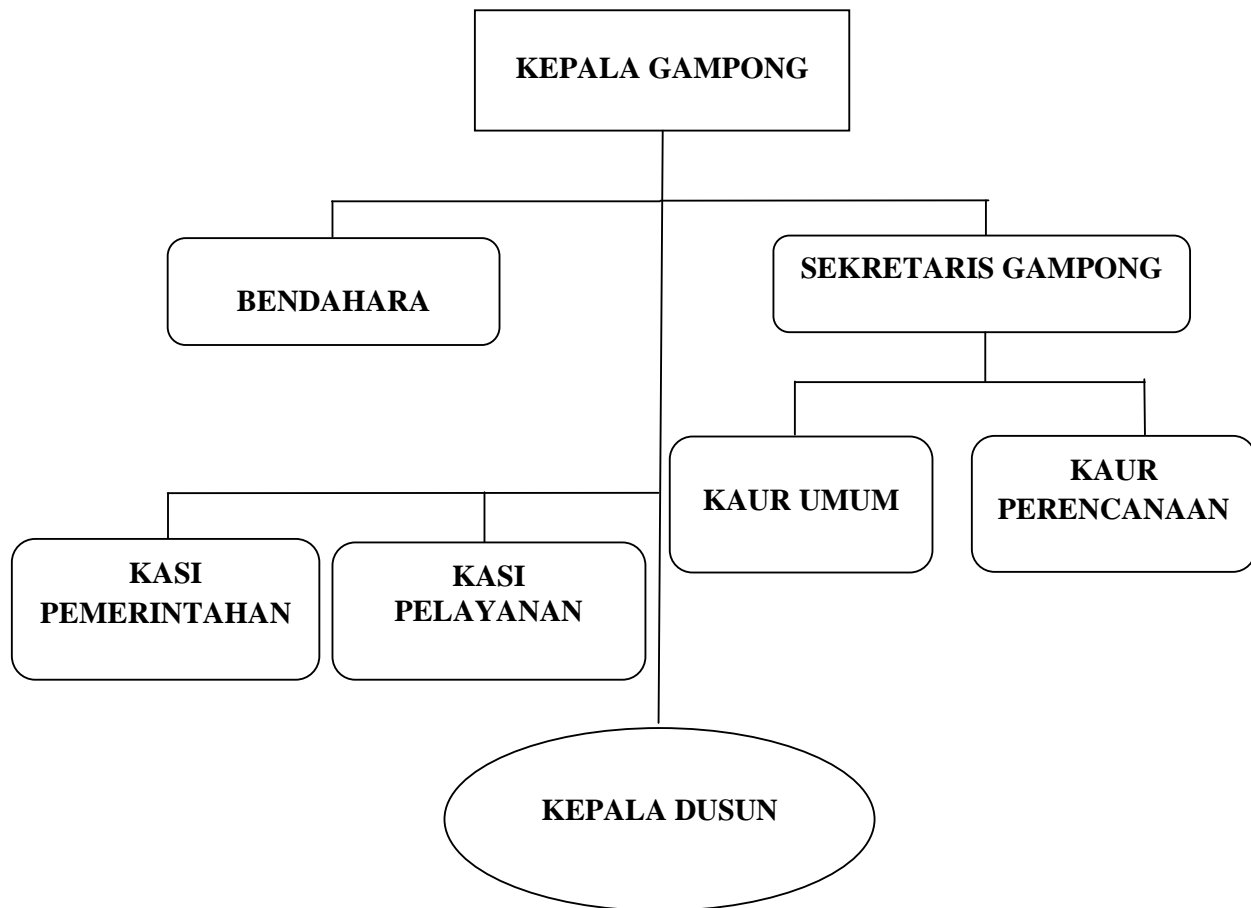 KEPALA GAMPONG
BENDAHARA
SEKRETARIS GAMPONG
KAUR UMUM
KAUR
PERENCANAAN
KASI
PEMERINTAHAN
KASI
PELAYANAN
KEPALA DUSUN